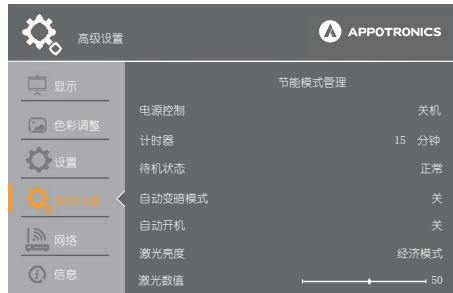 高级设置
APPOTRONICS
显示
色彩调整
设置
网络
信息
节能模式管理
电源控制 关机
计时器 15 分钟
待机状态 正常
自动变暗模式 关
自动开机 关
激光亮度 经济模式
激光数值 50